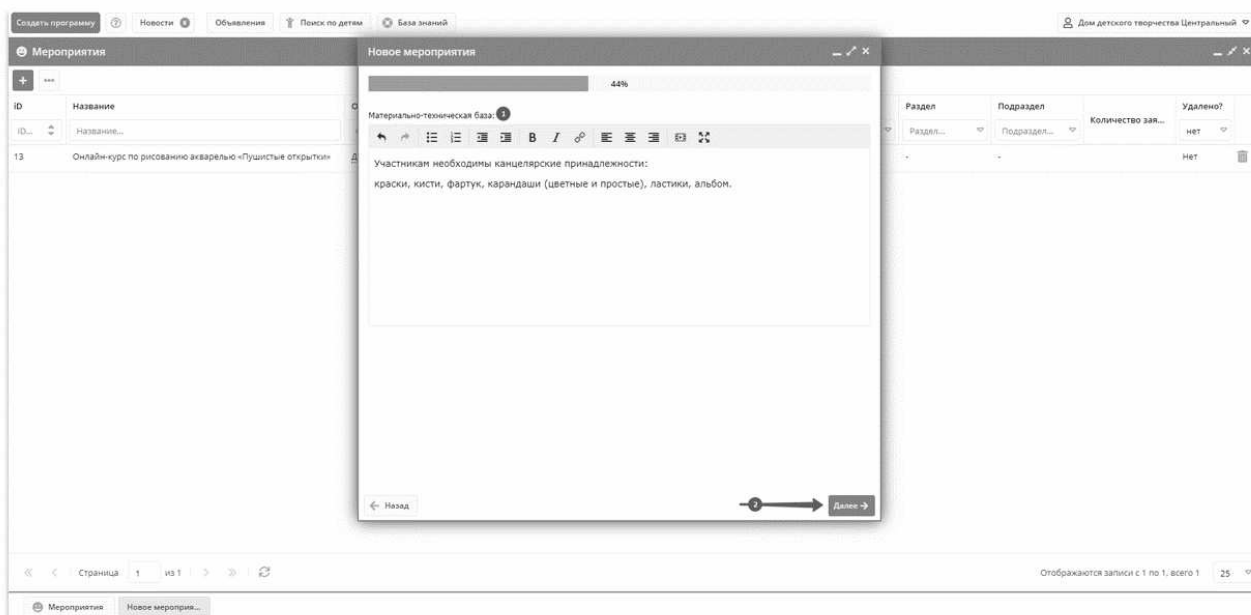 Создать программу Новости Объявления Поиск по детям База знаний Дом детского творчества Центральный
Мероприятия
Новое мероприятия
44%
ID Название Раздел Подраздел Количество зая... Удалено?
ID... Название... Раздел... Подраздел... нет
Материально-техническая база: 1
B I
13 Онлайн-курс по рисованию акварелью «Пушистые открытки» - - Нет
Участникам необходимы канцелярские принадлежности:
краски, кисти, фартук, карандаши (цветные и простые), ластики, альбом.
Назад 2 Далее
Страница 1 из 1 Отображаются записи с 1 по 1, всего 1 25
Мероприятия Новое мероприя...